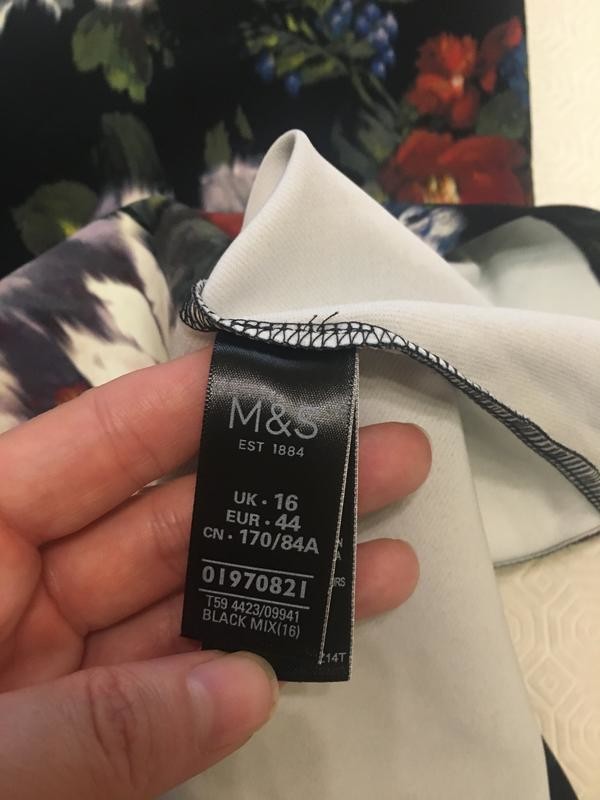 M&S
EST 1884
UK · 16
EUR · 44
CN · 170/84A
01970821
T59 4423/09941
BLACK MIX(16)